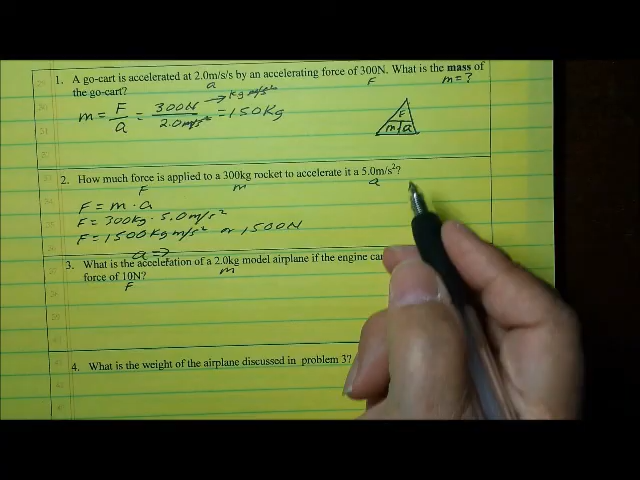 1. A go-cart is accelerated at 2.0m/s/s by an accelerating force of 300N. What is the mass of
a F m=?
the go-cart?
m = F/a = 300N/2.0m/s² → kg m/s² = 150Kg
F
m a
2. How much force is applied to a 300kg rocket to accelerate it a 5.0m/s²?
F m a
F = m · a
F = 300Kg · 5.0m/s²
F = 1500Kg m/s² or 1500N
a ⇒
3. What is the acceleration of a 2.0kg model airplane if the engine can
m
force of 10N?
F
4. What is the weight of the airplane discussed in problem 3?